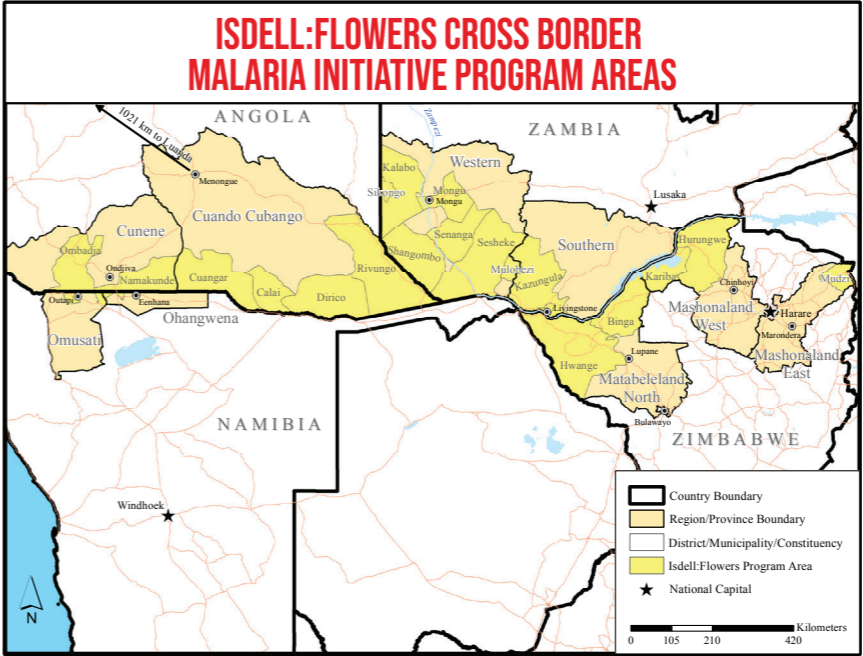 ISDELL:FLOWERS CROSS BORDER
MALARIA INITIATIVE PROGRAM AREAS
1021 km to Luanda
ANGOLA
ZAMBIA
Zambezi
Menongue
Western
Kalabo
Sikongo
Mongu
Mongu
Lusaka
Cuando Cubango
Cunene
Southern
Senanga
Sesheke
Hurungwe
Ombadja
Shangombo
Mulobezi
Rivungo
Ondjiva
Namakunde
Cuangar
Kazungula
Karibas
Chinhoyi
Mudzi
Calai
Dirico
Outapi
Eenhana
Livingstone
Mashonaland
West
Harare
Ohangwena
Binga
Marondera
Omusati
Lupane
Mashonaland
East
Hwange
Matabeleland
North
Bulawayo
NAMIBIA
ZIMBABWE
Windhoek
Country Boundary
Region/Province Boundary
District/Municipality/Constituency
Isdell:Flowers Program Area
National Capital
Kilometers
0 105 210 420
N